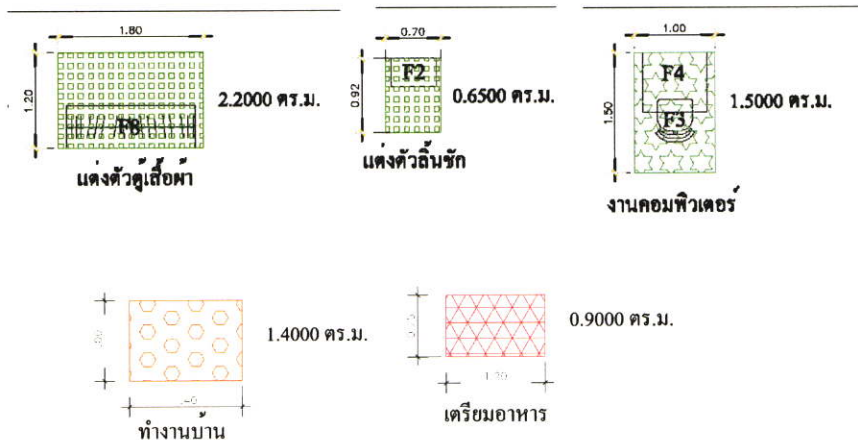 1.80
0.70
1.00
1.20
F8
2.2000 ตร.ม.
0.92
F2
0.6500 ตร.ม.
1.50
F4
F3
1.5000 ตร.ม.
แต่งตัวตู้เสื้อผ้า
แต่งตัวลิ้นชัก
งานคอมพิวเตอร์
1.4000 ตร.ม.
0.9000 ตร.ม.
ทำงานบ้าน
เตรียมอาหาร